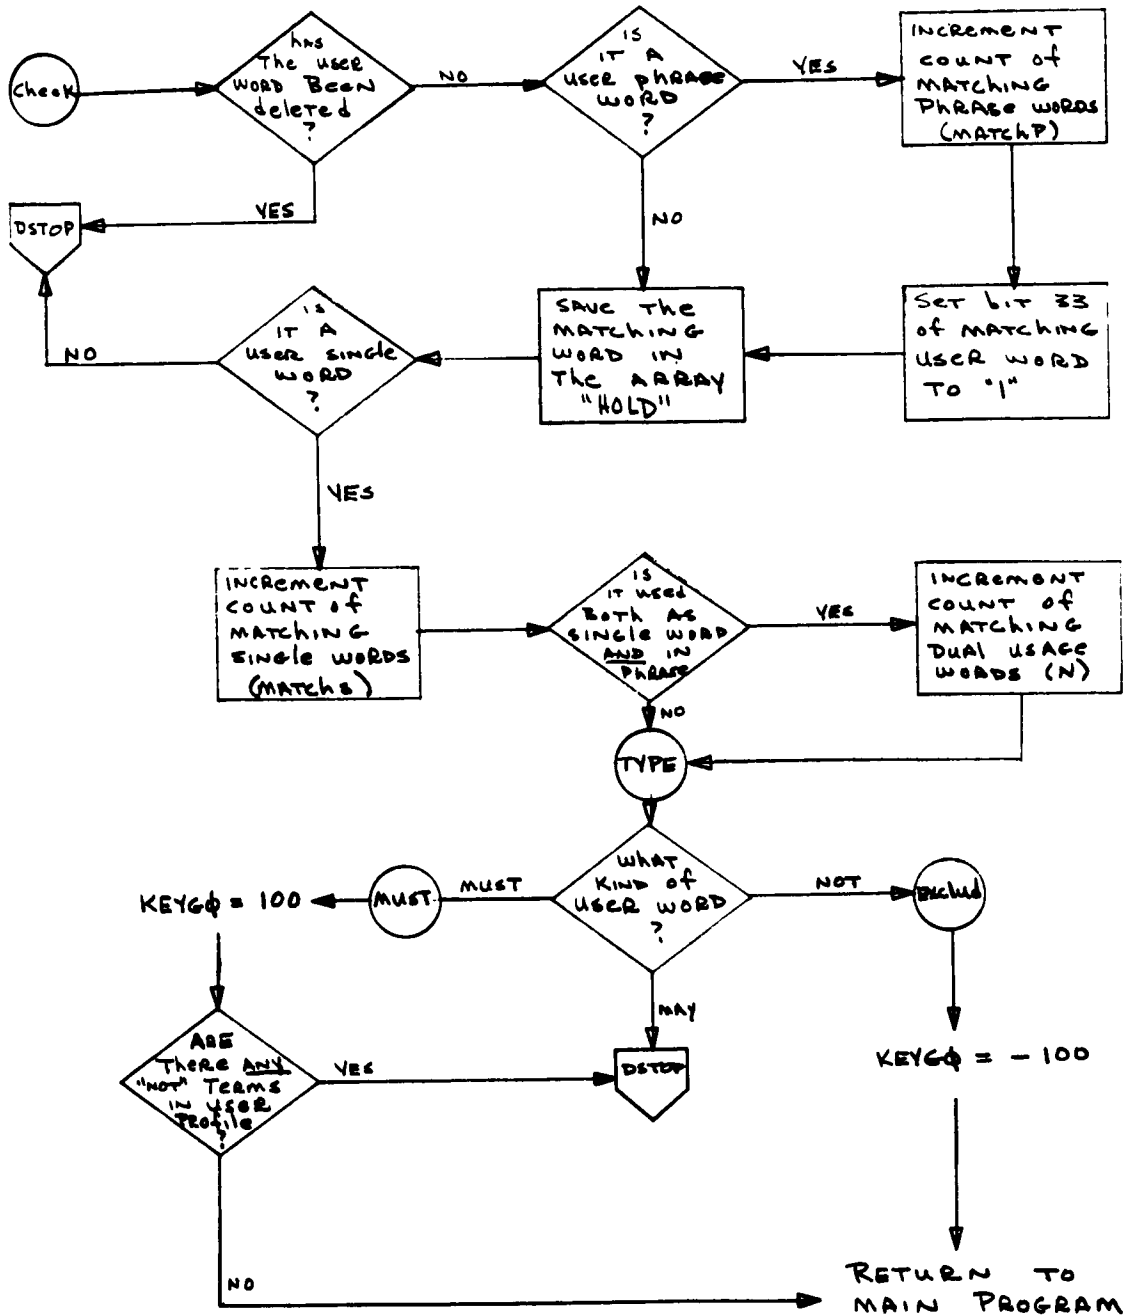 Check
has
The user
word Been
deleted
?
NO
IS
IT A
user phrase
word
?
YES
Increment
count of
matching
phrase words
(MATCHP)
YES
DSTOP
NO
Set bit 33
of matching
user word
To "1"
Save the
matching
word in
the array
"HOLD"
IS
IT A
user single
word
?
NO
YES
Increment
count of
matching
single words
(MATCHS)
IS
IT used
Both as
single word
AND in
phrase
YES
Incremont
count of
matching
dual usage
words (N)
NO
TYPE
What
kind of
user word
?
MUST
MUST
KEYGϕ = 100
NOT
Exclud
MAY
DSTOP
KEYGϕ = - 100
Are
There ANY
"NOT" Terms
in user
profile
?
YES
NO
RETURN TO
MAIN PROGRAM